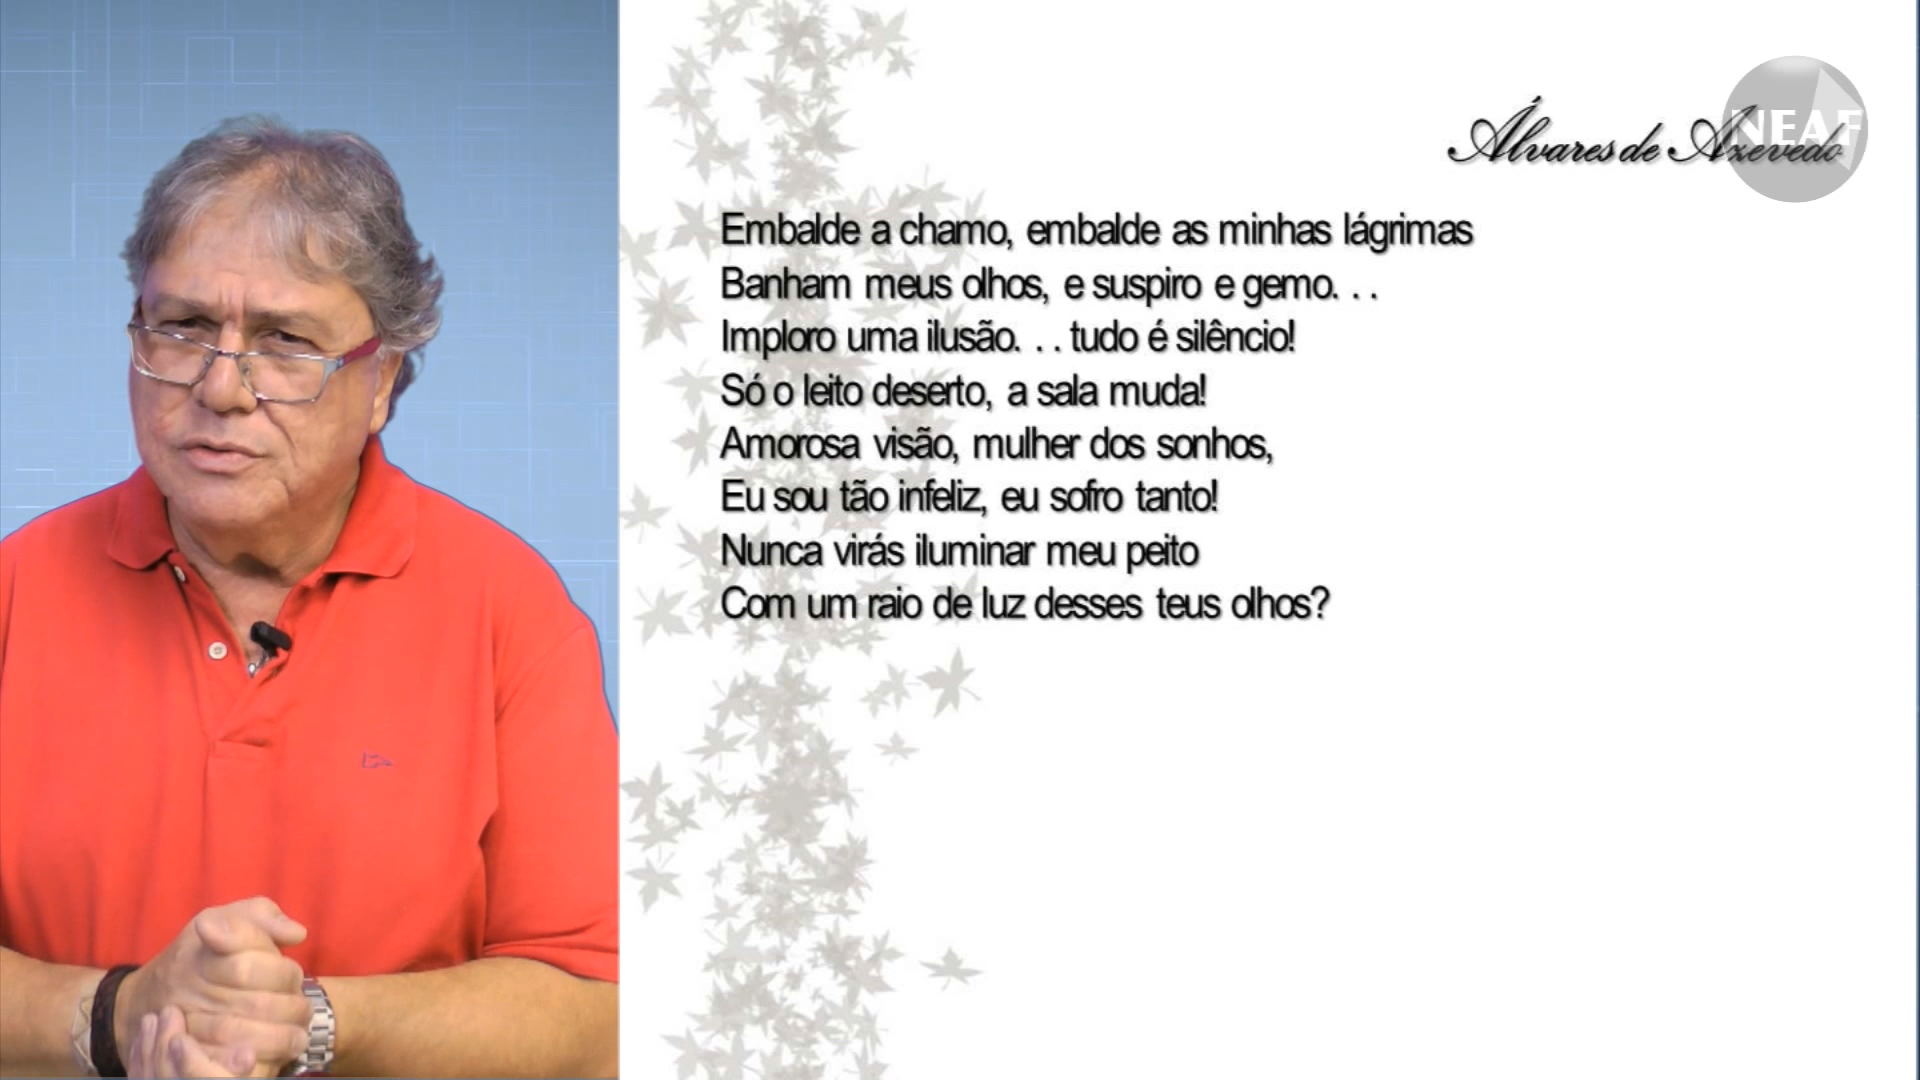 Álvares de Azevedo
NEAF
Embalde a chamo, embalde as minhas lágrimas
Banham meus olhos, e suspiro e gemo. . .
Imploro uma ilusão. . . tudo é silêncio!
Só o leito deserto, a sala muda!
Amorosa visão, mulher dos sonhos,
Eu sou tão infeliz, eu sofro tanto!
Nunca virás iluminar meu peito
Com um raio de luz desses teus olhos?